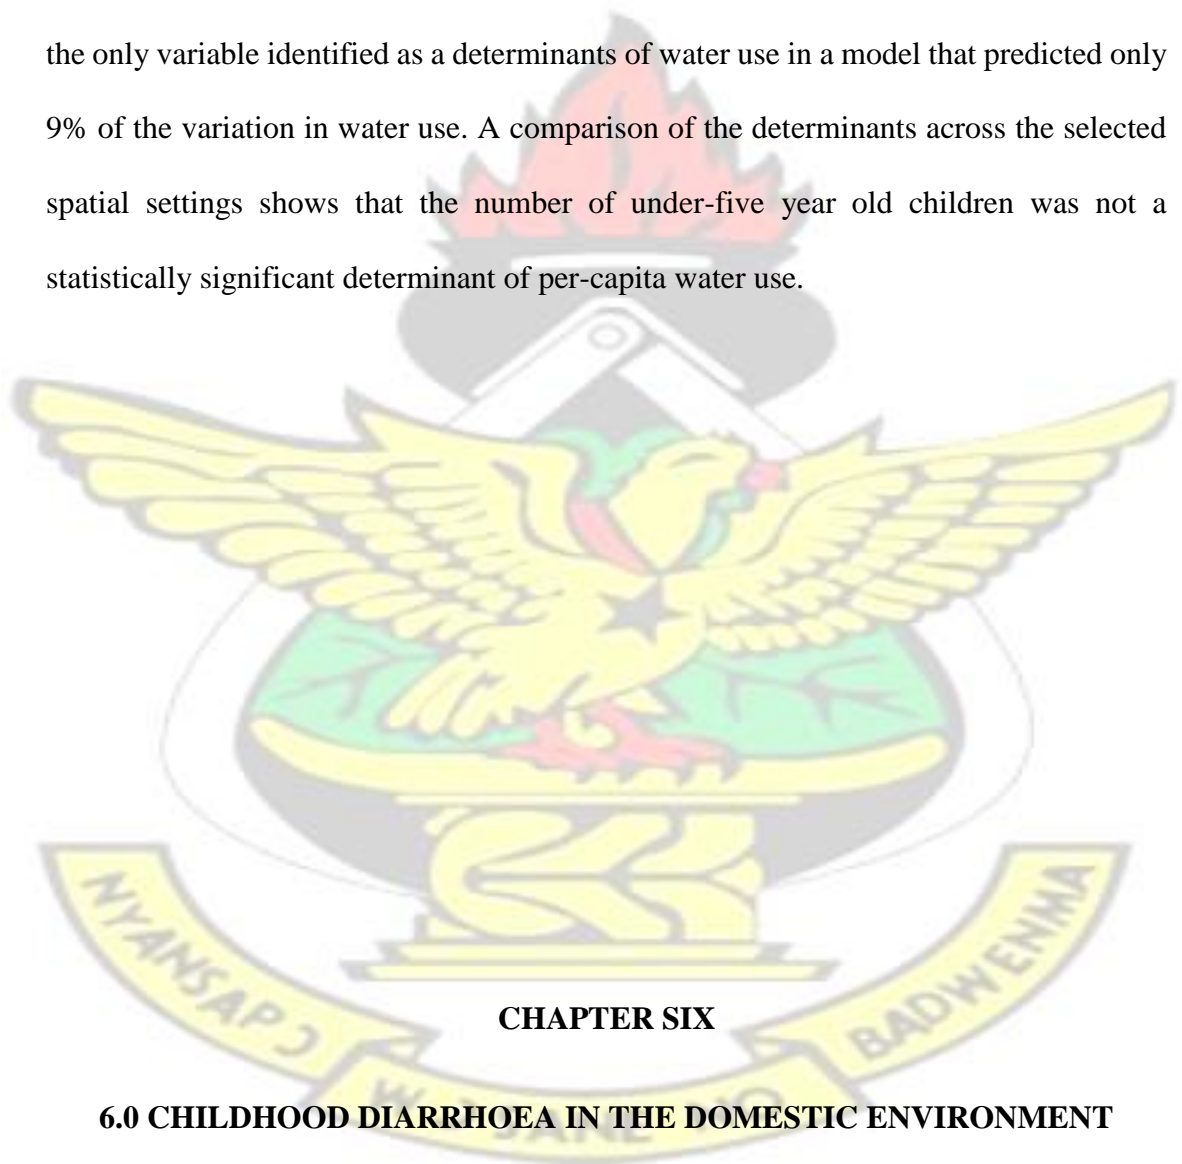 the only variable identified as a determinants of water use in a model that predicted only
9% of the variation in water use. A comparison of the determinants across the selected
spatial settings shows that the number of under-five year old children was not a
statistically significant determinant of per-capita water use.
NYANSAPƆ
BADWENMA
CHAPTER SIX
6.0 CHILDHOOD DIARRHOEA IN THE DOMESTIC ENVIRONMENT